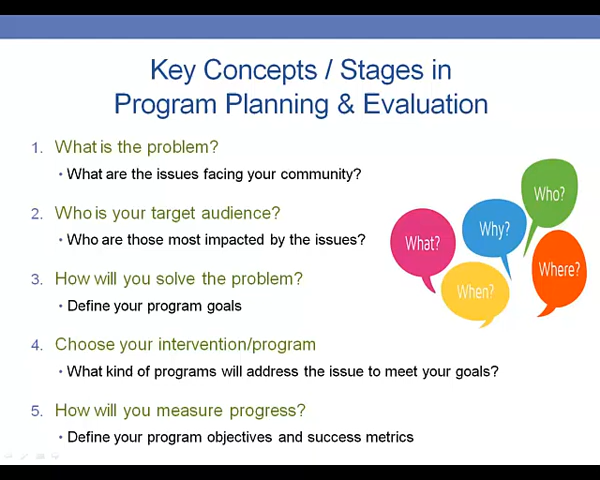 Key Concepts / Stages in
Program Planning & Evaluation
1. What is the problem?
• What are the issues facing your community?
2. Who is your target audience?
• Who are those most impacted by the issues?
3. How will you solve the problem?
• Define your program goals
4. Choose your intervention/program
• What kind of programs will address the issue to meet your goals?
5. How will you measure progress?
• Define your program objectives and success metrics
Who?
Why?
What?
Where?
When?